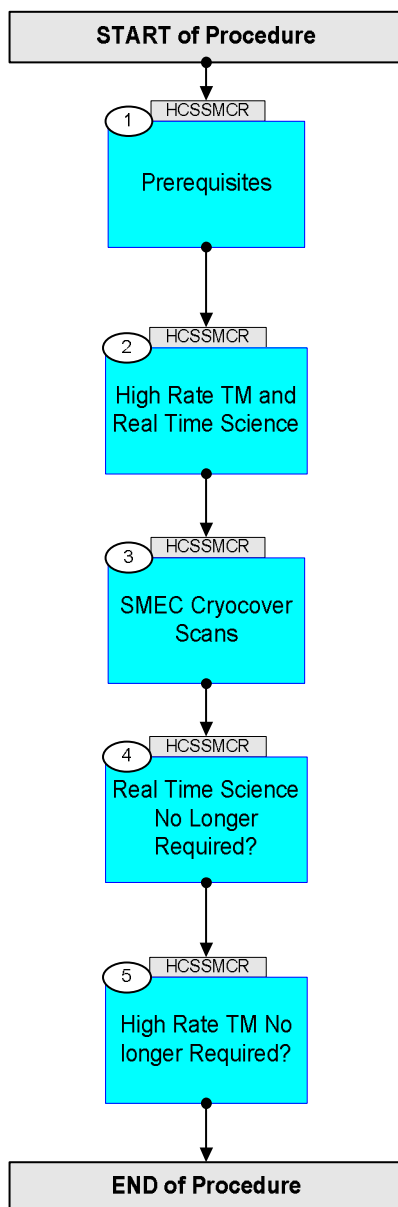 START of Procedure
HCSSMCR
1
Prerequisites
HCSSMCR
2
High Rate TM and
Real Time Science
HCSSMCR
3
SMEC Cryocover
Scans
HCSSMCR
4
Real Time Science
No Longer
Required?
HCSSMCR
5
High Rate TM No
longer Required?
END of Procedure